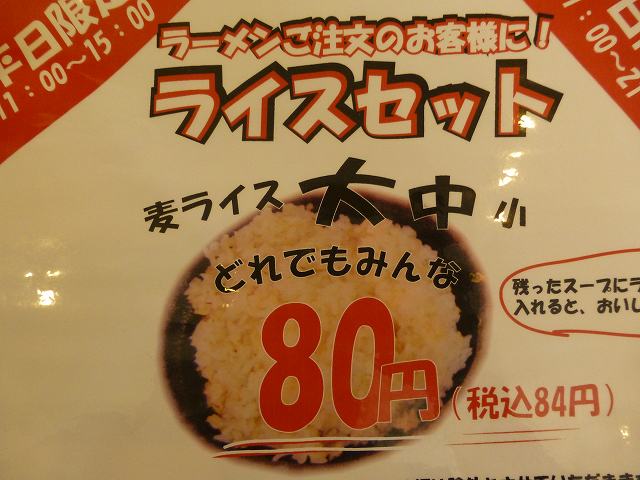 平日限定
11:00～15:00
ラーメンご注文のお客様に!
ライスセット
麦ライス 大 中 小
どれでもみんな
80円
(税込84円)
残ったスープにラ
入れると、おいし